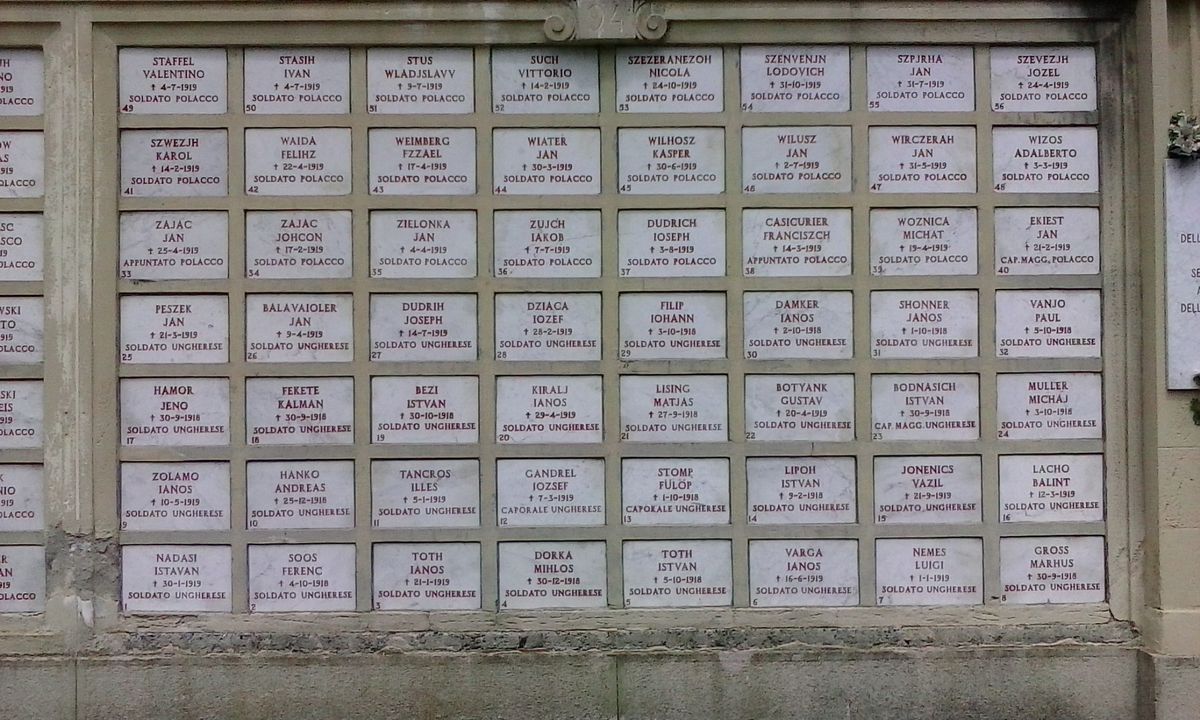 94
STAFFEL
VALENTINO
† 4-7-1919
SOLDATO POLACCO
49
STASIH
IVAN
† 4-7-1919
SOLDATO POLACCO
50
STUS
WLADJSLAVV
† 9-7-1919
SOLDATO POLACCO
51
SUCH
VITTORIO
† 14-2-1919
SOLDATO POLACCO
52
SZEZERANEZOH
NICOLA
† 24-10-1919
SOLDATO POLACCO
53
SZENVENJN
LODOVICH
† 31-10-1919
SOLDATO POLACCO
54
SZPJRHA
JAN
† 31-7-1919
SOLDATO POLACCO
55
SZEVEZJH
JOZEL
† 24-4-1919
SOLDATO POLACCO
56
SZWEZJH
KAROL
† 14-2-1919
SOLDATO POLACCO
41
WAIDA
FELIHZ
† 22-4-1919
SOLDATO POLACCO
42
WEIMBERG
FZZAEL
† 17-4-1919
SOLDATO POLACCO
43
WIATER
JAN
† 30-3-1919
SOLDATO POLACCO
44
WILHOSZ
KASPER
† 30-6-1919
SOLDATO POLACCO
45
WILUSZ
JAN
† 2-7-1919
SOLDATO POLACCO
46
WIRCZERAH
JAN
† 31-5-1919
SOLDATO POLACCO
47
WIZOS
ADALBERTO
† 3-3-1919
SOLDATO POLACCO
48
ZAJAC
JAN
† 25-4-1919
APPUNTATO POLACCO
33
ZAJAC
JOHCON
† 17-2-1919
SOLDATO POLACCO
34
ZIELONKA
JAN
† 4-4-1919
SOLDATO POLACCO
35
ZUJCH
IAKOB
† 7-7-1919
SOLDATO POLACCO
36
DUDRICH
IOSEPH
† 3-8-1919
SOLDATO POLACCO
37
CASICURIER
FRANCISZCH
† 14-3-1919
APPUNTATO POLACCO
38
WOZNICA
MICHAT
† 19-4-1919
SOLDATO POLACCO
39
EKIEST
JAN
† 21-2-1919
CAP. MAGG. POLACCO
40
PESZEK
JAN
† 21-3-1919
SOLDATO UNGHERESE
25
BALAVAIOLER
JAN
† 9-4-1919
SOLDATO UNGHERESE
26
DUDRIH
JOSEPH
† 14-7-1919
SOLDATO UNGHERESE
27
DZIACA
IOZEF
† 28-2-1919
SOLDATO UNGHERESE
28
FILIP
IOHANN
† 3-10-1918
SOLDATO UNGHERESE
29
DAMKER
IANOS
† 2-10-1918
SOLDATO UNGHERESE
30
SHONNER
JANOS
† 1-10-1918
SOLDATO UNGHERESE
31
VANJO
PAUL
† 5-10-1918
SOLDATO UNGHERESE
32
HAMOR
JENO
† 30-9-1918
SOLDATO UNGHERESE
17
FEKETE
KALMAN
† 30-9-1918
SOLDATO UNGHERESE
18
BEZI
ISTVAN
† 30-10-1918
SOLDATO UNGHERESE
19
KIRALJ
IANOS
† 29-4-1919
SOLDATO UNGHERESE
20
LISING
MATJAS
† 27-9-1918
SOLDATO UNGHERESE
21
BOTYANK
GUSTAV
† 20-4-1919
SOLDATO UNGHERESE
22
BODNASICH
ISTVAN
† 30-9-1918
CAP. MAGG. UNGHERESE
23
MULLER
MICHAJ
† 3-10-1918
SOLDATO UNGHERESE
24
ZOLAMO
IANOS
† 10-5-1919
SOLDATO UNGHERESE
9
HANKO
ANDREAS
† 25-12-1918
SOLDATO UNGHERESE
10
TANCROS
ILLES
† 5-1-1919
SOLDATO UNGHERESE
11
GANDREL
JOZSEF
† 7-3-1919
CAPORALE UNGHERESE
12
STOMP
FÜLÖP
† 1-10-1918
CAPORALE UNGHERESE
13
LIPOH
ISTVAN
† 9-2-1918
SOLDATO UNGHERESE
14
JONENICS
VAZIL
† 21-9-1919
SOLDATO UNGHERESE
15
LACHO
BALINT
† 12-3-1919
SOLDATO UNGHERESE
16
NADASI
ISTAVAN
† 30-1-1919
SOLDATO UNGHERESE
1
SOOS
FERENC
† 4-10-1918
SOLDATO UNGHERESE
2
TOTH
IANOS
† 21-1-1919
SOLDATO UNGHERESE
3
DORKA
MIHLOS
† 30-12-1918
SOLDATO UNGHERESE
4
TOTH
ISTVAN
† 5-10-1918
SOLDATO UNGHERESE
5
VARGA
IANOS
† 16-6-1919
SOLDATO UNGHERESE
6
NEMES
LUIGI
† 1-1-1919
SOLDATO UNGHERESE
7
GROSS
MARHUS
† 30-9-1918
SOLDATO UNGHERESE
8